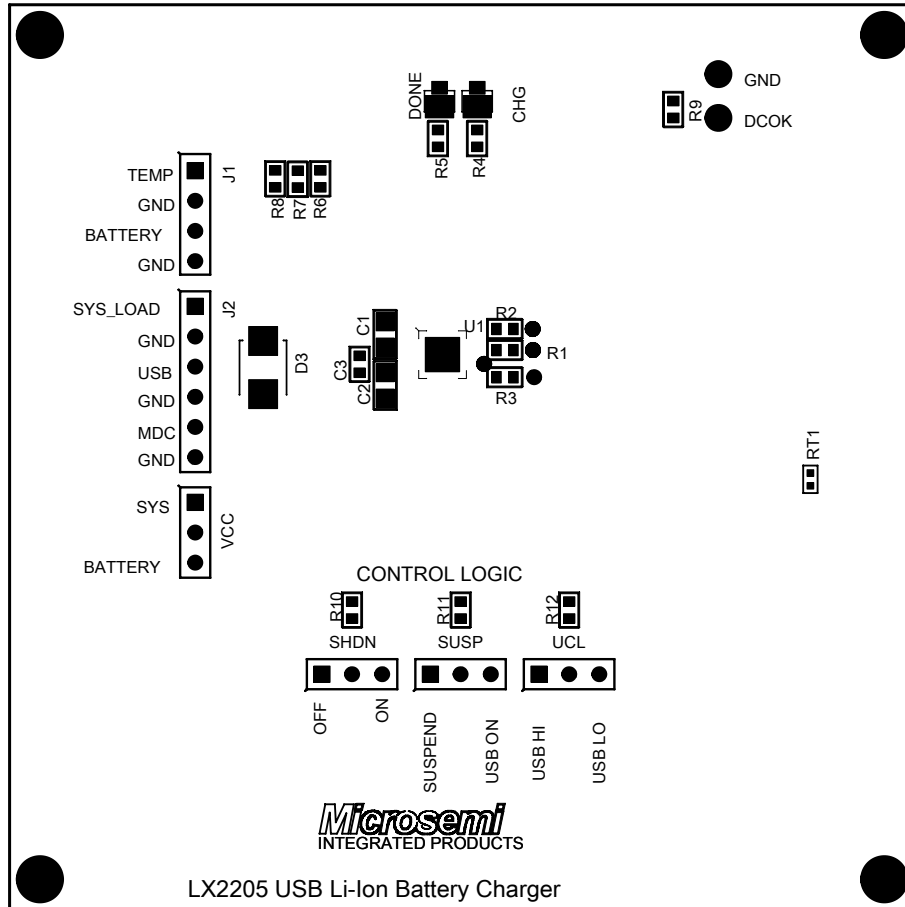 DONE
CHG
GND
R9
DCOK
R5
R4
TEMP
J1
GND
R8
R7
R6
BATTERY
GND
SYS_LOAD
J2
GND
USB
GND
MDC
GND
D3
C1
C3
C2
U1
R2
R1
R3
RT1
SYS
VCC
BATTERY
CONTROL LOGIC
R10
R11
R12
SHDN
SUSP
UCL
OFF
ON
SUSPEND
USB ON
USB HI
USB LO
Microsemi
INTEGRATED PRODUCTS
LX2205 USB Li-Ion Battery Charger